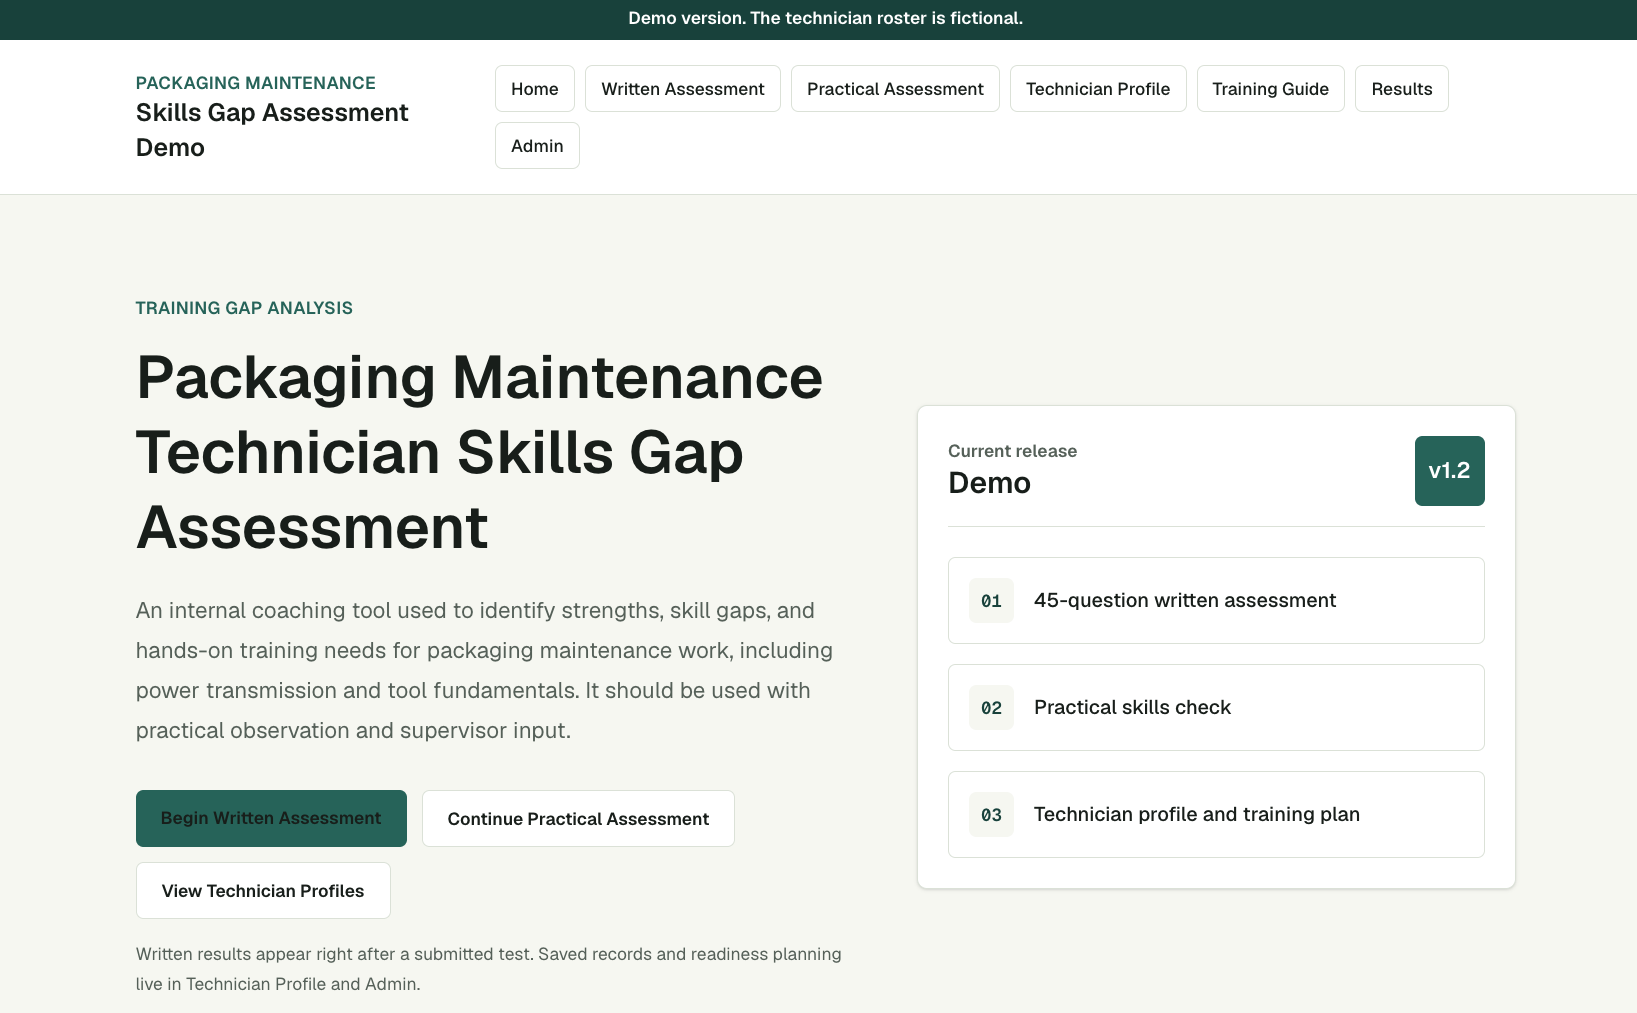 Demo version. The technician roster is fictional.
PACKAGING MAINTENANCE
Skills Gap Assessment
Demo
Home
Written Assessment
Practical Assessment
Technician Profile
Training Guide
Results
Admin
TRAINING GAP ANALYSIS
Packaging Maintenance
Technician Skills Gap
Assessment
An internal coaching tool used to identify strengths, skill gaps, and
hands-on training needs for packaging maintenance work, including
power transmission and tool fundamentals. It should be used with
practical observation and supervisor input.
Begin Written Assessment
Continue Practical Assessment
View Technician Profiles
Written results appear right after a submitted test. Saved records and readiness planning
live in Technician Profile and Admin.
Current release
Demo
v1.2
01 45-question written assessment
02 Practical skills check
03 Technician profile and training plan